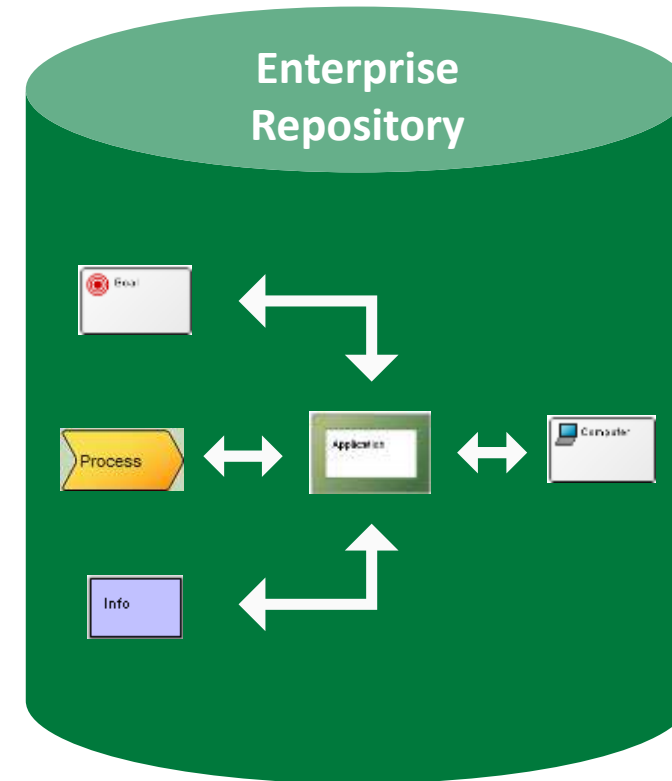 Enterprise
Repository
Goal
Process
Application
Computer
Info